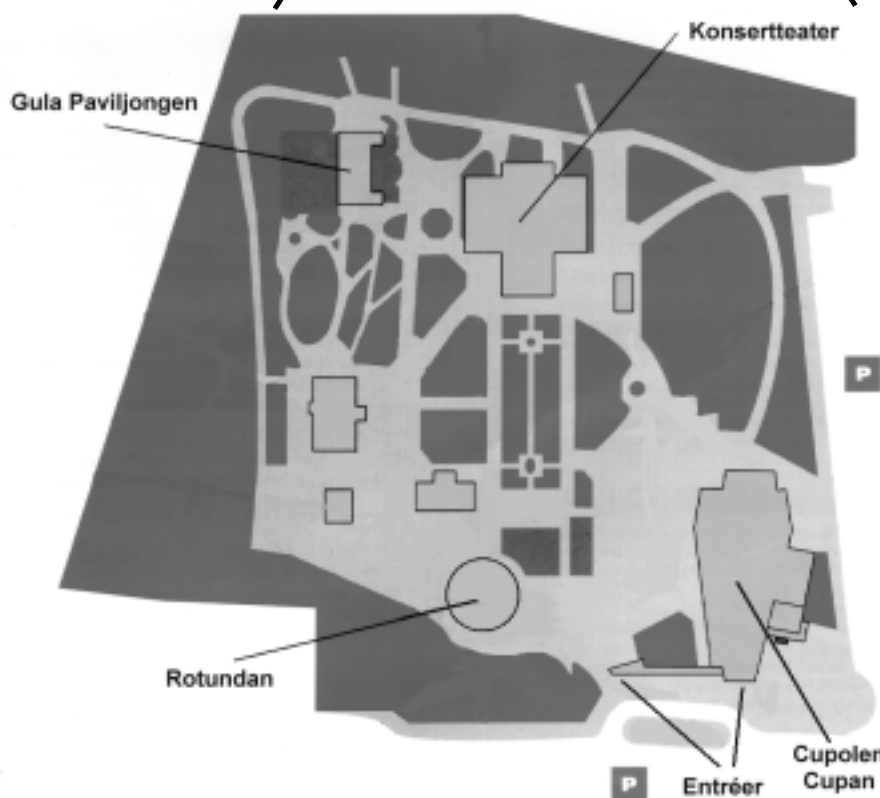 Konsertteater
Gula Paviljongen
P
Rotundan
Cupolen
Cupan
P
Entréer